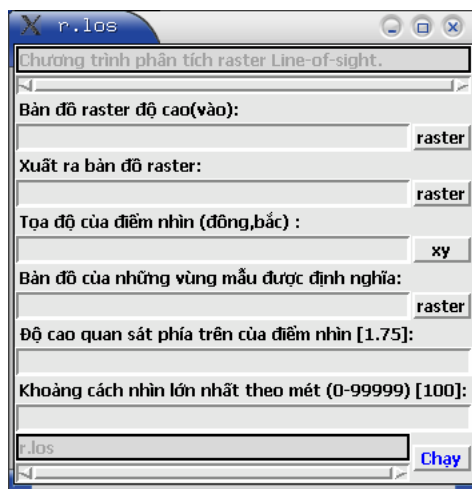 r.los
Chương trình phân tích raster Line-of-sight.
Bản đồ raster độ cao(vào):
raster
Xuất ra bản đồ raster:
raster
Tọa độ của điểm nhìn (đông,bắc) :
xy
Bản đồ của những vùng mẫu được định nghĩa:
raster
Độ cao quan sát phía trên của điểm nhìn [1.75]:
Khoảng cách nhìn lớn nhất theo mét (0-99999) [100]:
r.los
Chạy